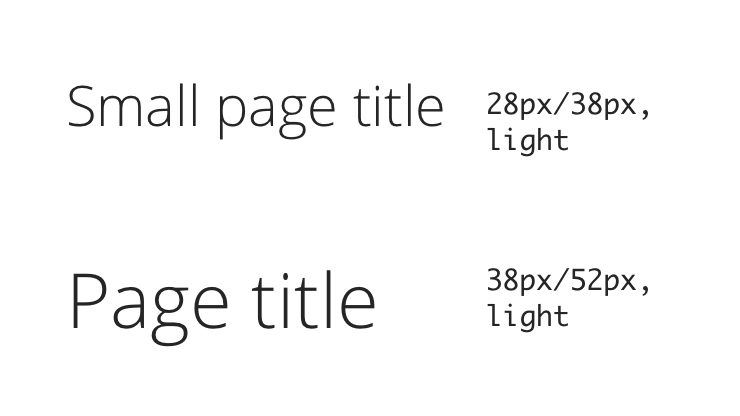 Small page title
28px/38px,
light
Page title
38px/52px,
light